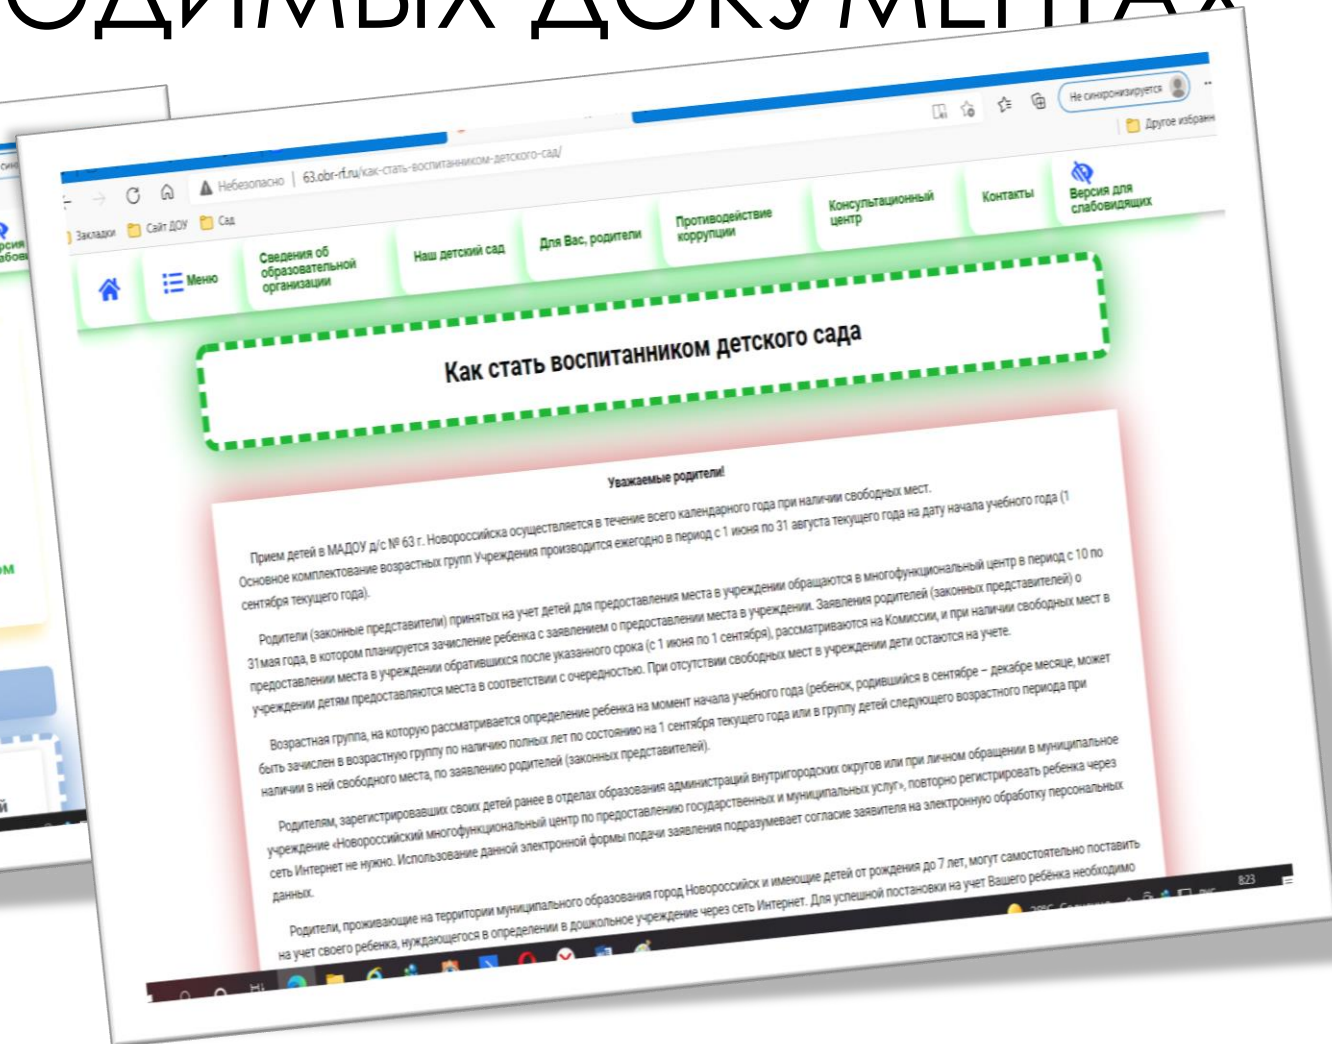 ОДИМЫХ ДОКУМЕНТАХ
Не синхронизируется
Небезопасно | 63.obr-rf.ru/как-стать-воспитанником-детского-сад/
Другое избранн
Закладки Сайт ДОУ Сад
Меню
Сведения об
образовательной
организации
Наш детский сад
Для Вас, родители
Противодействие
коррупции
Консультационный
центр
Контакты
Версия для
слабовидящих
Как стать воспитанником детского сада
Уважаемые родители!
Прием детей в МАДОУ д/с № 63 г. Новороссийска осуществляется в течение всего календарного года при наличии свободных мест.
Основное комплектование возрастных групп Учреждения производится ежегодно в период с 1 июня по 31 августа текущего года на дату начала учебного года (1
сентября текущего года).
Родители (законные представители) принятых на учет детей для предоставления места в учреждении обращаются в многофункциональный центр в период с 10 по
31мая года, в котором планируется зачисление ребенка с заявлением о предоставлении места в учреждении. Заявления родителей (законных представителей) о
предоставлении места в учреждении обратившихся после указанного срока (с 1 июня по 1 сентября), рассматриваются на Комиссии, и при наличии свободных мест в
учреждении детям предоставляются места в соответствии с очередностью. При отсутствии свободных мест в учреждении дети остаются на учете.
Возрастная группа, на которую рассматривается определение ребенка на момент начала учебного года (ребенок, родившийся в сентябре – декабре месяце, может
быть зачислен в возрастную группу по наличию полных лет по состоянию на 1 сентября текущего года или в группу детей следующего возрастного периода при
наличии в ней свободного места, по заявлению родителей (законных представителей).
Родителям, зарегистрировавших своих детей ранее в отделах образования администраций внутригородских округов или при личном обращении в муниципальное
учреждение «Новороссийский многофункциональный центр по предоставлению государственных и муниципальных услуг», повторно регистрировать ребенка через
сеть Интернет не нужно. Использование данной электронной формы подачи заявления подразумевает согласие заявителя на электронную обработку персональных
данных.
Родители, проживающие на территории муниципального образования город Новороссийск и имеющие детей от рождения до 7 лет, могут самостоятельно поставить
на учет своего ребенка, нуждающегося в определении в дошкольное учреждение через сеть Интернет. Для успешной постановки на учет Вашего ребёнка необходимо
8:23